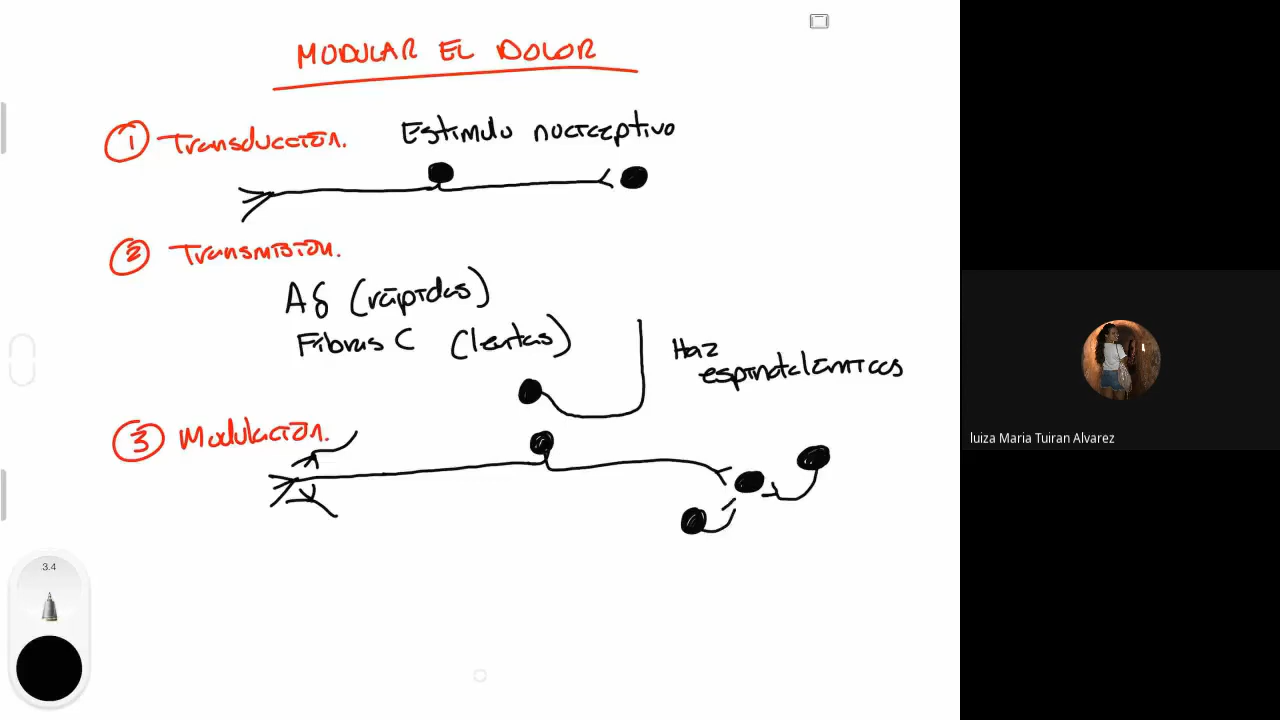 MODULAR EL DOLOR
1 Transducción. Estímulo nociceptivo
2 Transmisión.
Aδ (rápidas)
Fibras C (lentas)
Haz
espinotalámicos
3 Modulación.
luiza Maria Tuiran Alvarez
3.4